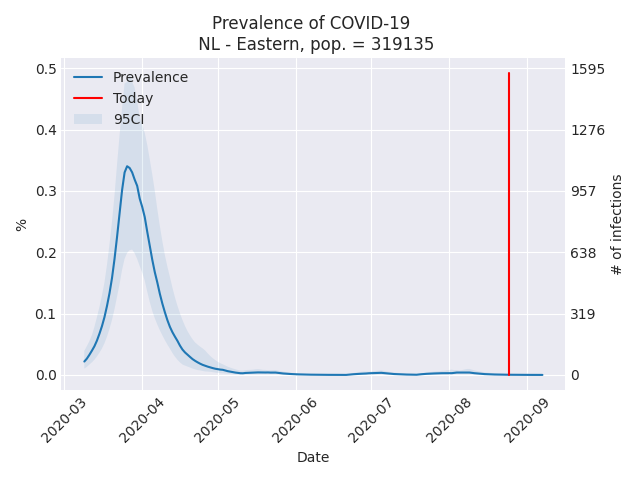 Prevalence of COVID-19
NL - Eastern, pop. = 319135
Prevalence
Today
95CI
0.5
0.4
0.3
0.2
0.1
0.0
%
1595
1276
957
638
319
0
# of infections
2020-03
2020-04
2020-05
2020-06
2020-07
2020-08
2020-09
Date